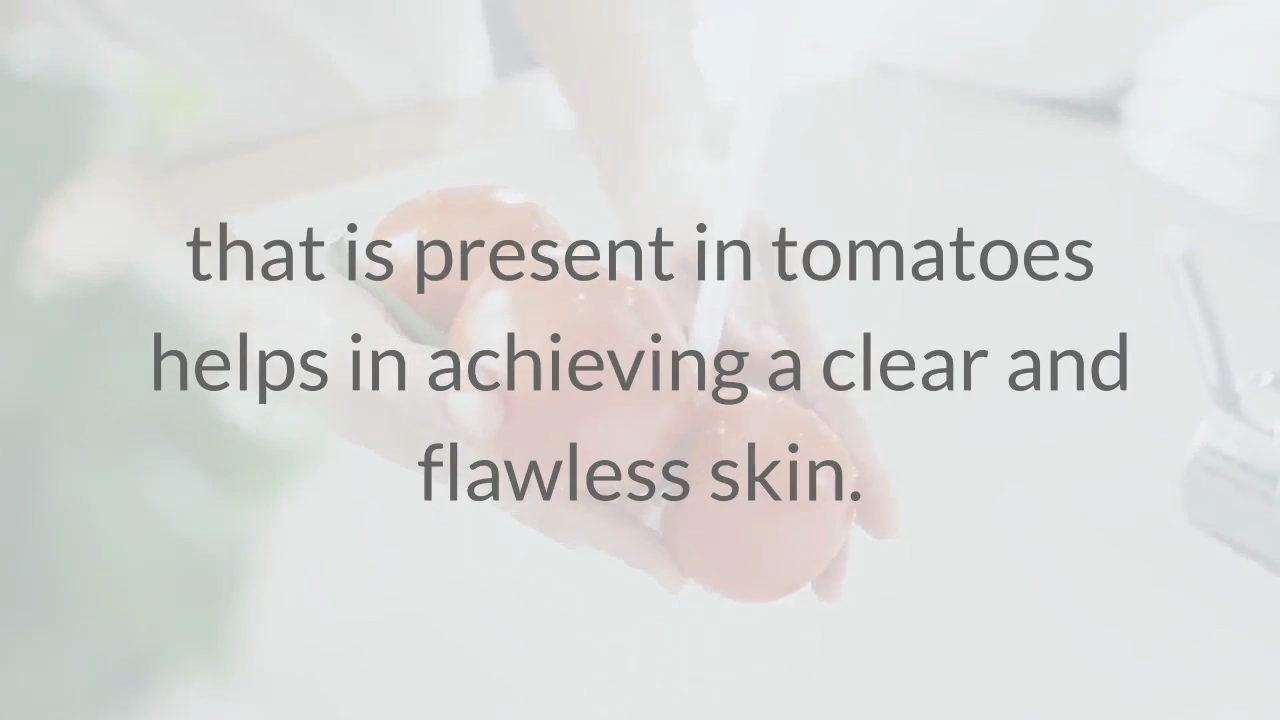 that is present in tomatoes
helps in achieving a clear and
flawless skin.